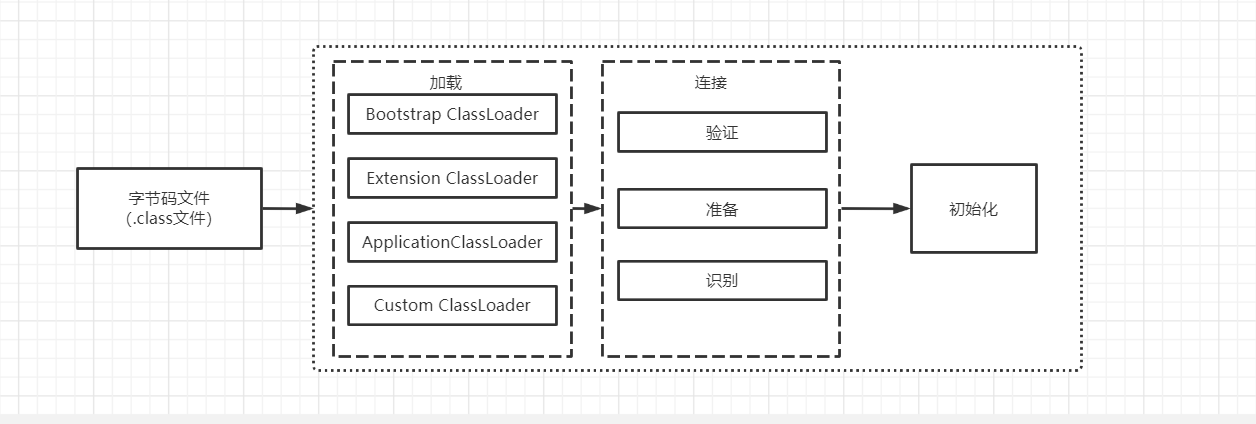 字节码文件
(.class文件)
加载
Bootstrap ClassLoader
Extension ClassLoader
ApplicationClassLoader
Custom ClassLoader
连接
验证
准备
识别
初始化